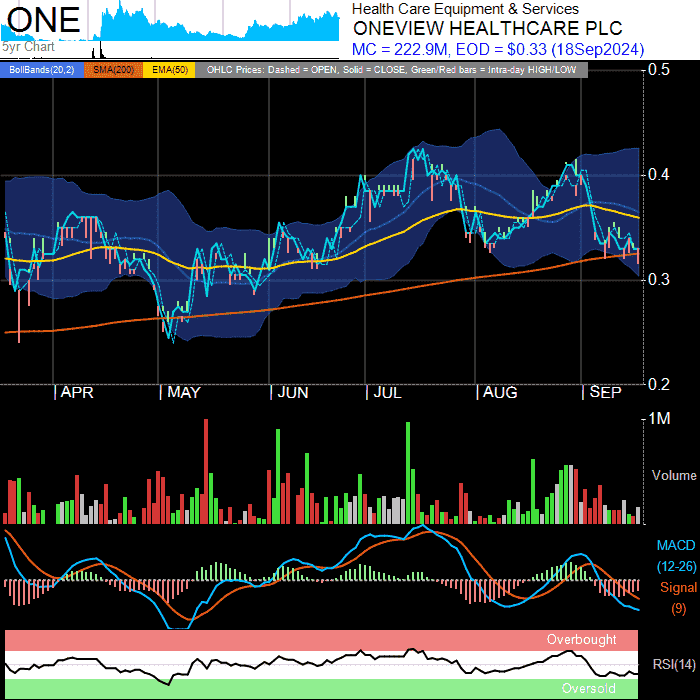 ONE
5yr Chart
Health Care Equipment & Services
ONEVIEW HEALTHCARE PLC
MC = 222.9M, EOD = $0.33 (18Sep2024)
BollBands(20,2) SMA(200) EMA(50) OHLC Prices: Dashed = OPEN, Solid = CLOSE, Green/Red bars = Intra-day HIGH/LOW
0.5
0.4
0.3
0.2
APR MAY JUN JUL AUG SEP
1M
Volume
MACD
(12-26)
Signal
(9)
Overbought
RSI(14)
Oversold